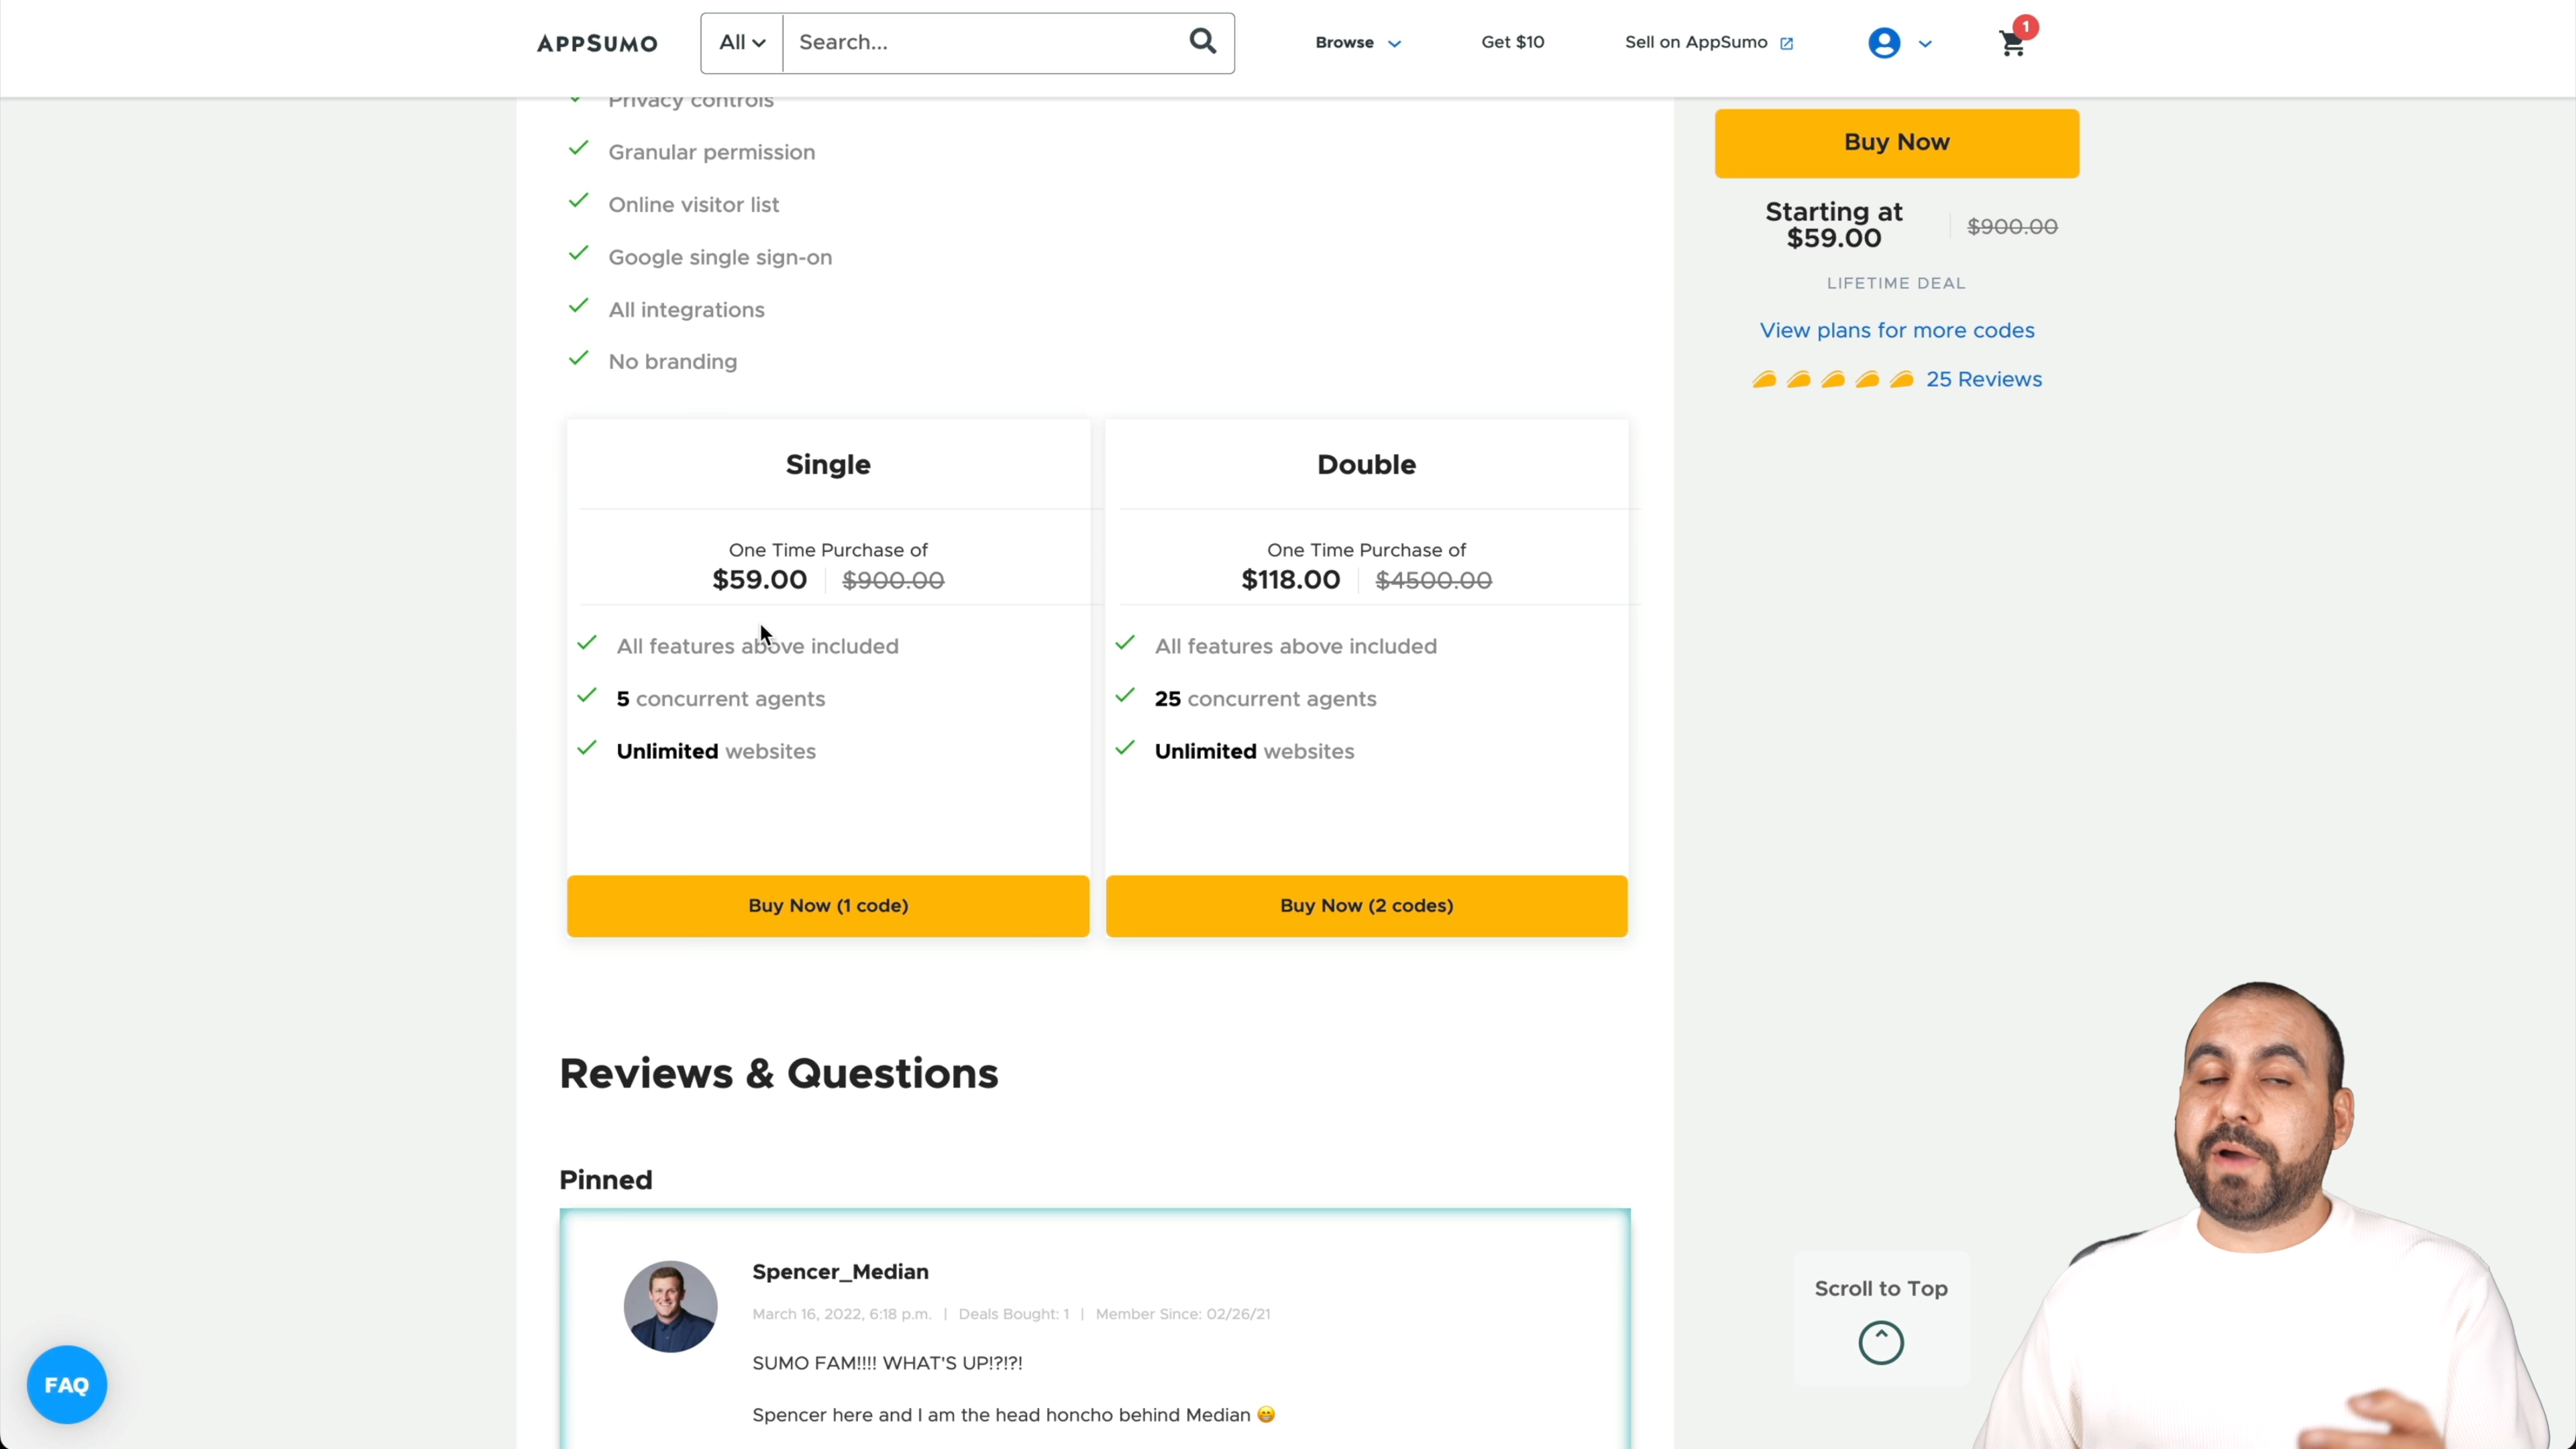 APPSUMO
All
Search...
Browse
Get $10
Sell on AppSumo
1
Privacy controls
Granular permission
Online visitor list
Google single sign-on
All integrations
No branding
Buy Now
Starting at
$59.00
$900.00
LIFETIME DEAL
View plans for more codes
25 Reviews
Single
One Time Purchase of
$59.00 $900.00
All features above included
5 concurrent agents
Unlimited websites
Buy Now (1 code)
Double
One Time Purchase of
$118.00 $4500.00
All features above included
25 concurrent agents
Unlimited websites
Buy Now (2 codes)
Reviews & Questions
Pinned
Spencer_Median
March 16, 2022, 6:18 p.m. | Deals Bought: 1 | Member Since: 02/26/21
SUMO FAM!!!! WHAT'S UP!?!?!
Spencer here and I am the head honcho behind Median 😁
Scroll to Top
FAQ